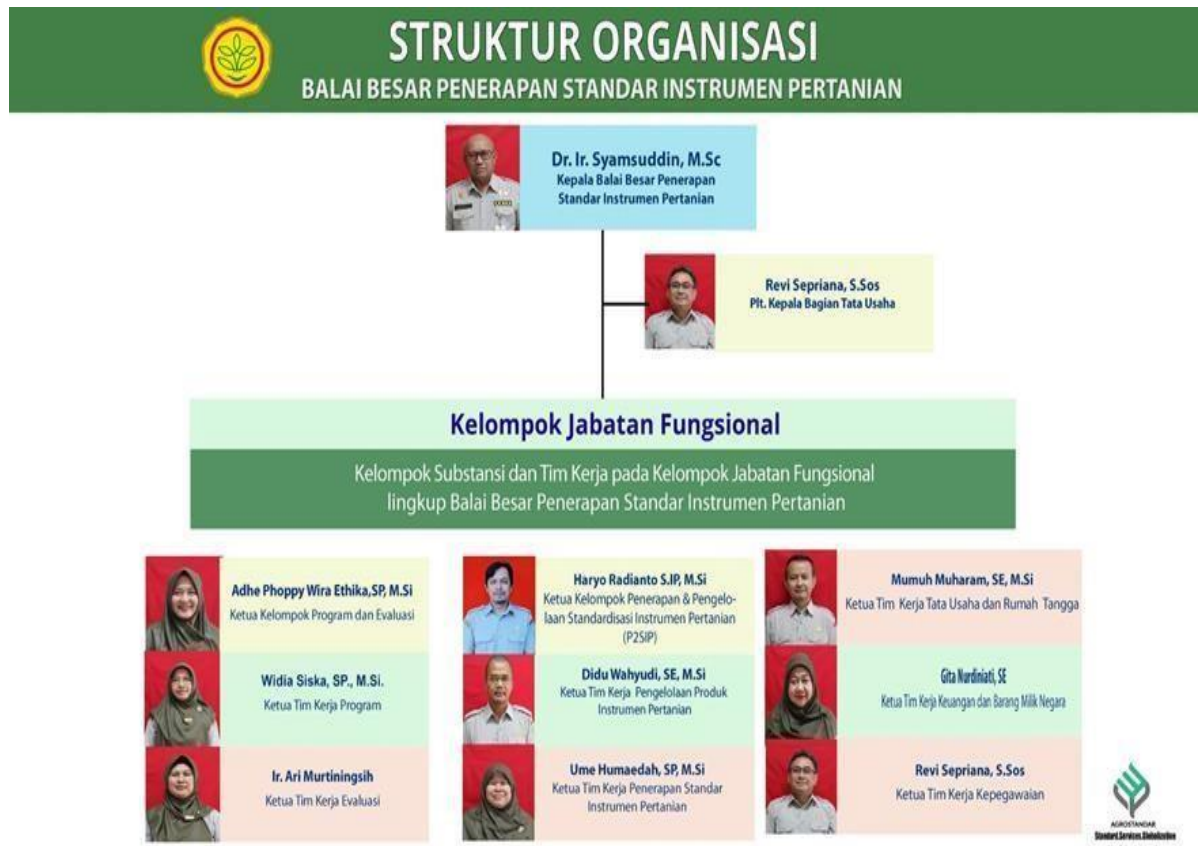 STRUKTUR ORGANISASI
BALAI BESAR PENERAPAN STANDAR INSTRUMEN PERTANIAN
Dr. Ir. Syamsuddin, M.Sc
Kepala Balai Besar Penerapan
Standar Instrumen Pertanian
Revi Sepriana, S.Sos
Plt. Kepala Bagian Tata Usaha
Kelompok Jabatan Fungsional
Kelompok Substansi dan Tim Kerja pada Kelompok Jabatan Fungsional
lingkup Balai Besar Penerapan Standar Instrumen Pertanian
Adhe Phoppy Wira Ethika,SP, M.Si
Ketua Kelompok Program dan Evaluasi
Widia Siska, SP., M.Si.
Ketua Tim Kerja Program
Ir. Ari Murtiningsih
Ketua Tim Kerja Evaluasi
Haryo Radianto S.IP, M.Si
Ketua Kelompok Penerapan & Pengelo-
laan Standardisasi Instrumen Pertanian
(P2SIP)
Didu Wahyudi, SE, M.Si
Ketua Tim Kerja Pengelolaan Produk
Instrumen Pertanian
Ume Humaedah, SP, M.Si
Ketua Tim Kerja Penerapan Standar
Instrumen Pertanian
Mumuh Muharam, SE, M.Si
Ketua Tim Kerja Tata Usaha dan Rumah Tangga
Gita Nurdiniati, SE
Ketua Tim Kerja Keuangan dan Barang Milik Negara
Revi Sepriana, S.Sos
Ketua Tim Kerja Kepegawaian
AGROSTANDAR
Standard Services Globalization